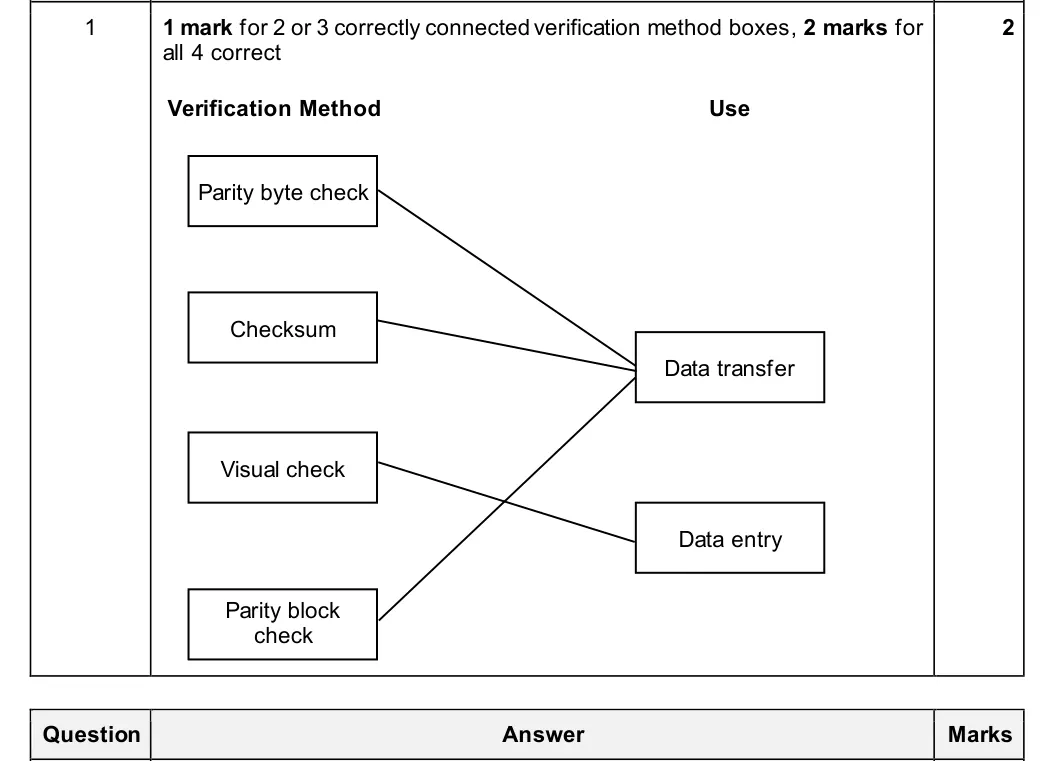 1
1 mark for 2 or 3 correctly connected verification method boxes, 2 marks for
all 4 correct
2
Verification Method
Use
Parity byte check
Checksum
Data transfer
Visual check
Data entry
Parity block
check
Question
Answer
Marks